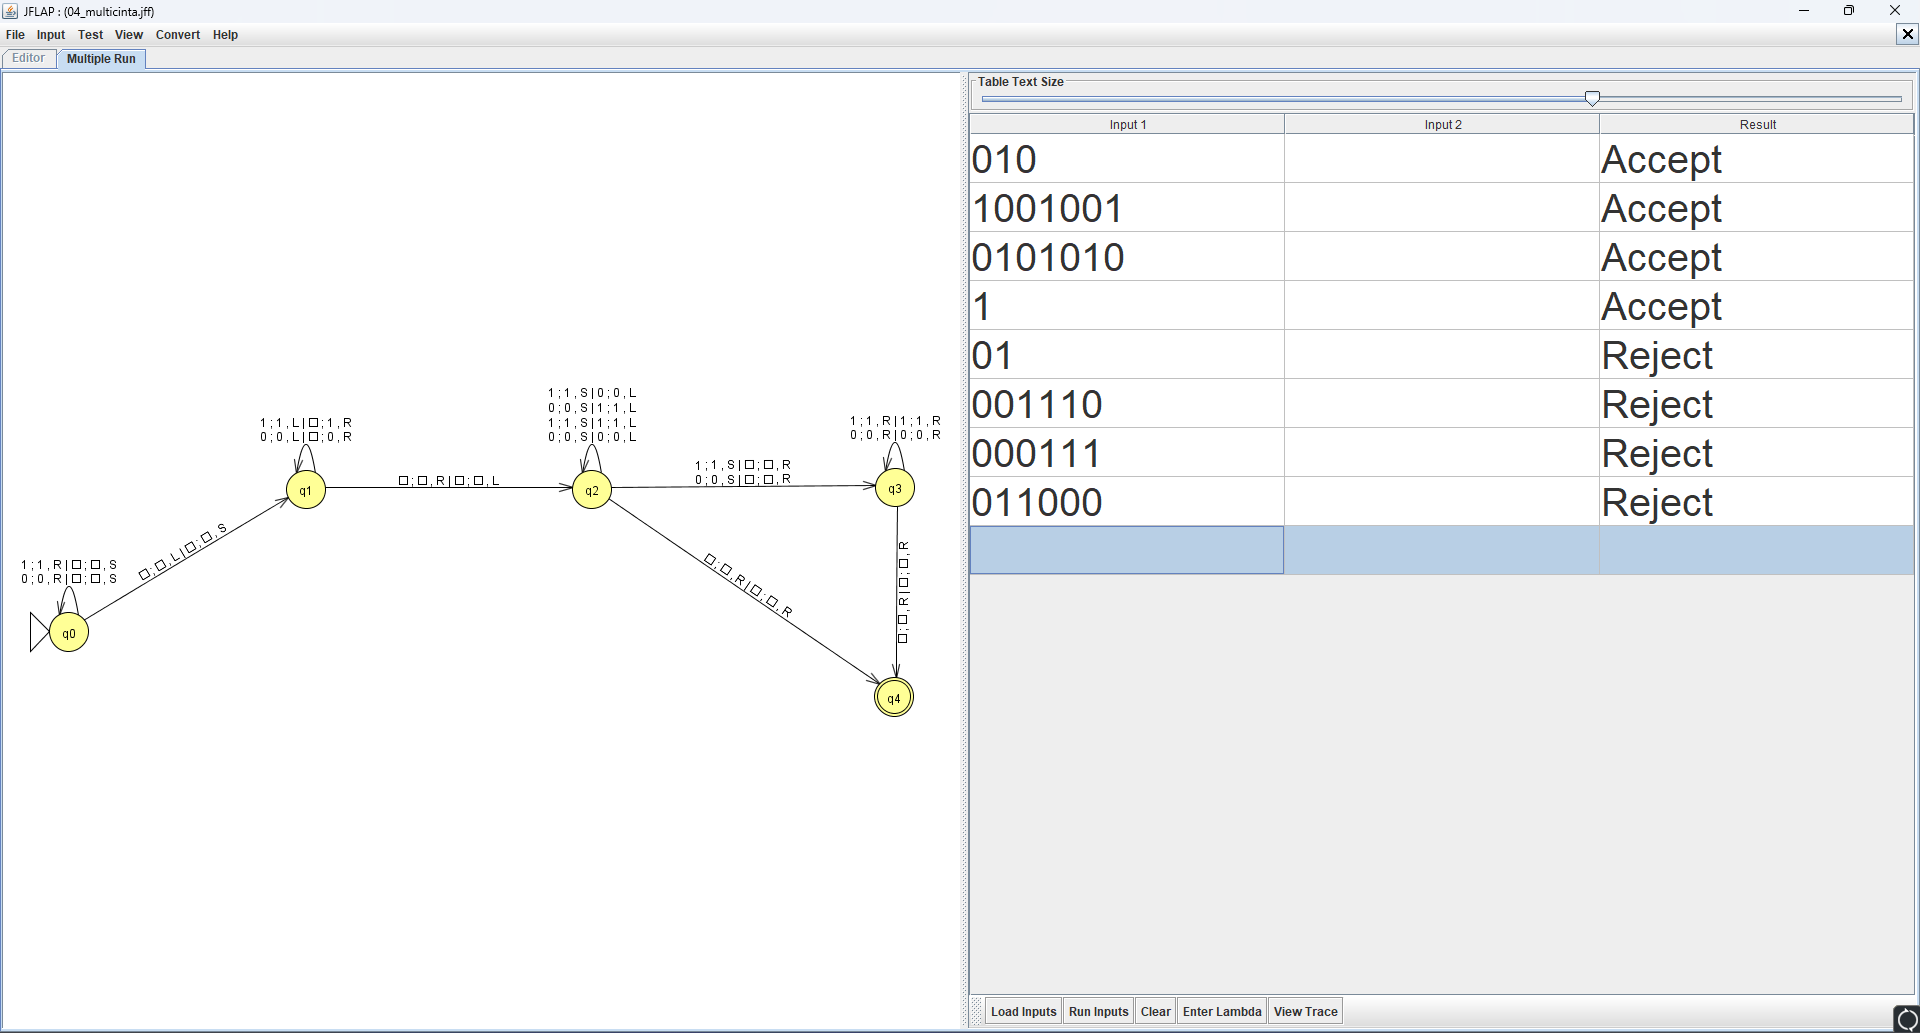 JFLAP : (04_multicinta.jff)
File Input Test View Convert Help
Editor Multiple Run
Table Text Size
Input 1 Input 2 Result
010 Accept
1001001 Accept
0101010 Accept
1 Accept
01 Reject
001110 Reject
000111 Reject
011000 Reject
1 ; 1 , S | 0 ; 0 , L
0 ; 0 , S | 1 ; 1 , L
1 ; 1 , S | 1 ; 1 , L
0 ; 0 , S | 0 ; 0 , L
1 ; 1 , L | □ ; 1 , R
0 ; 0 , L | □ ; 0 , R
1 ; 1 , R | 1 ; 1 , R
0 ; 0 , R | 0 ; 0 , R
1 ; 1 , S | □ ; □ , R
0 ; 0 , S | □ ; □ , R
□ ; □ , R | □ ; □ , L
q1
q2
q3
□ ; □ , L | □ ; □ , S
1 ; 1 , R | □ ; □ , S
0 ; 0 , R | □ ; □ , S
□ ; □ , R | □ ; □ , R
□ ; □ , R | □ ; □ , R
q0
q4
Load Inputs Run Inputs Clear Enter Lambda View Trace